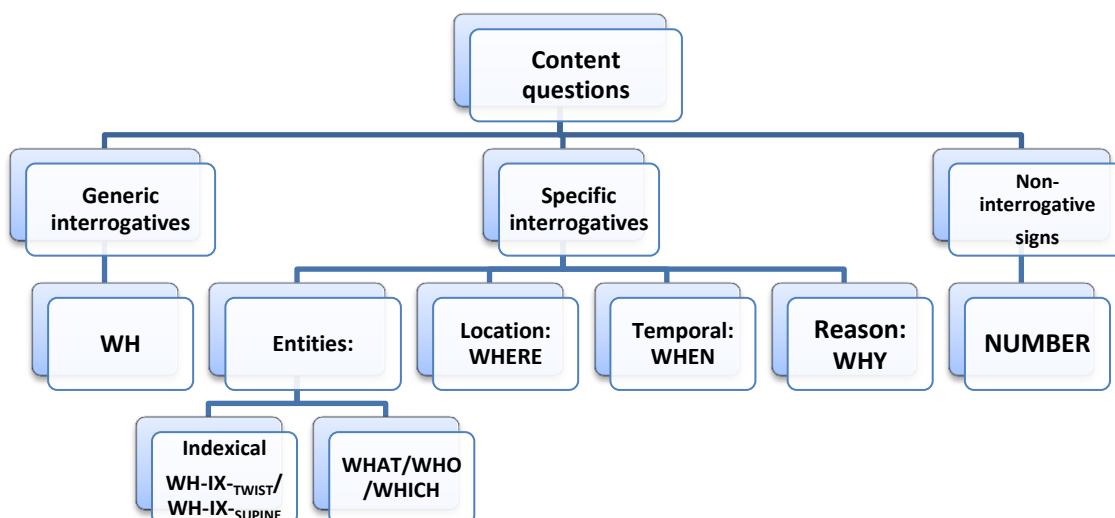 Content
questions
Generic
interrogatives
Specific
interrogatives
Non-
interrogative
signs
WH
Entities:
Location:
WHERE
Temporal:
WHEN
Reason:
WHY
NUMBER
Indexical
WH-IX-TWIST/
WH-IX-SUPINE
WHAT/WHO
/WHICH